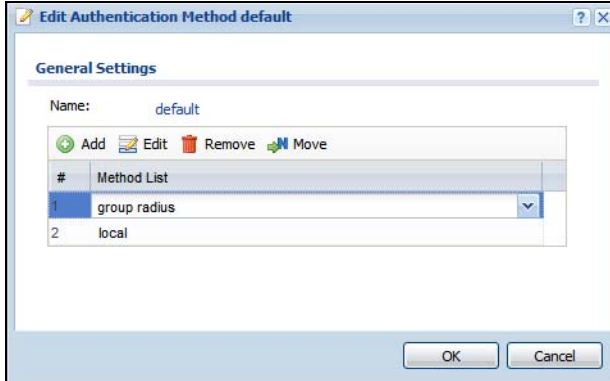 Edit Authentication Method default
General Settings
Name: default
Add Edit Remove Move
# Method List
1 group radius
2 local
OK Cancel